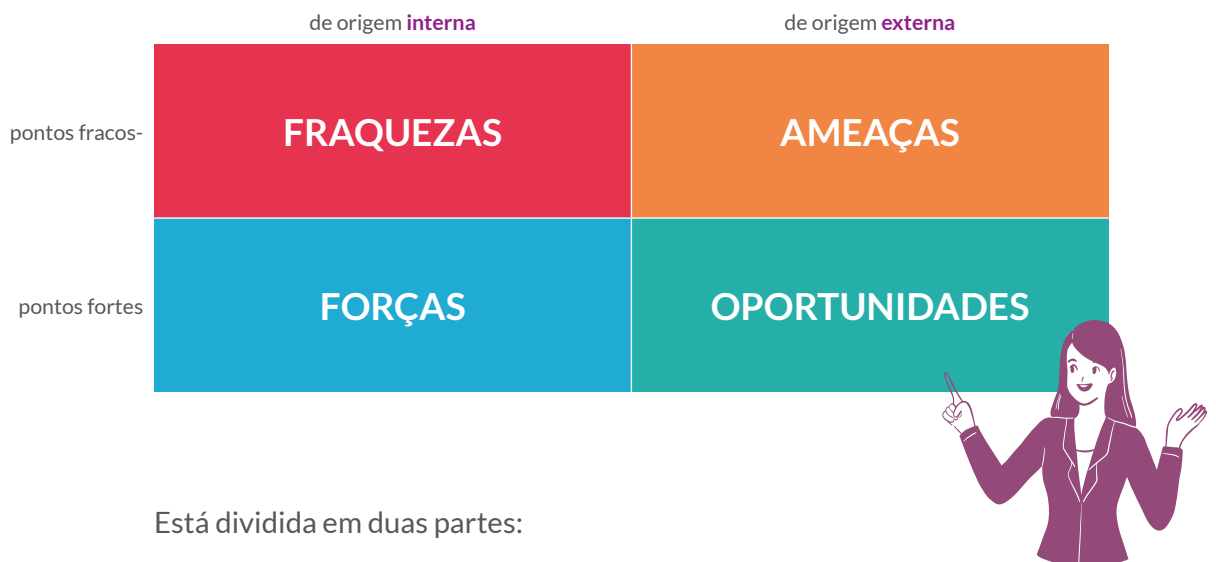 de origem interna
de origem externa
pontos fracos-
FRAQUEZAS
AMEAÇAS
pontos fortes
FORÇAS
OPORTUNIDADES
Está dividida em duas partes: